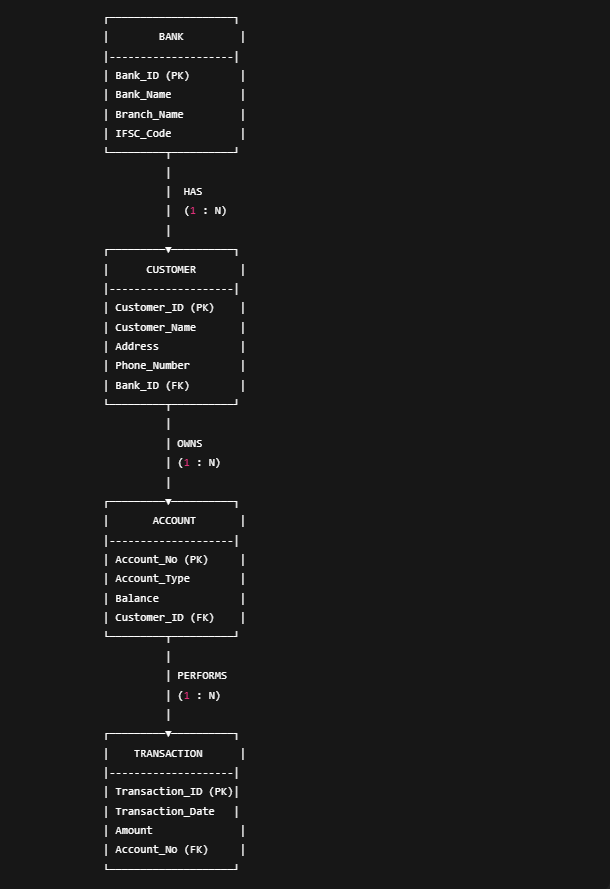 BANK
Bank_ID (PK)
Bank_Name
Branch_Name
IFSC_Code
HAS
(1 : N)
CUSTOMER
Customer_ID (PK)
Customer_Name
Address
Phone_Number
Bank_ID (FK)
OWNS
(1 : N)
ACCOUNT
Account_No (PK)
Account_Type
Balance
Customer_ID (FK)
PERFORMS
(1 : N)
TRANSACTION
Transaction_ID (PK)
Transaction_Date
Amount
Account_No (FK)